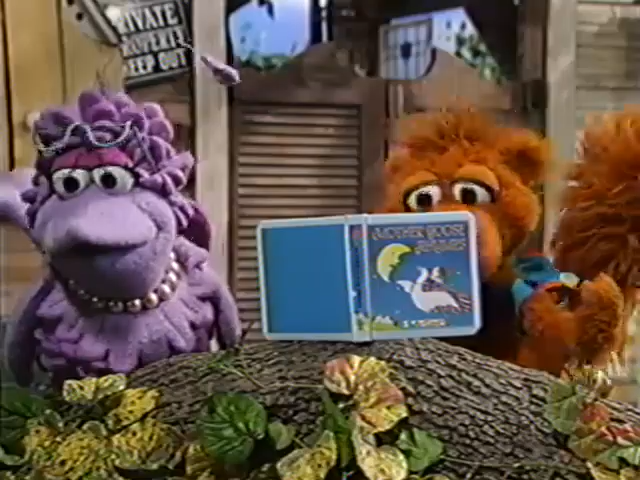 PRIVATE
PROPERTY
KEEP OUT
MOTHER GOOSE
RHYMES